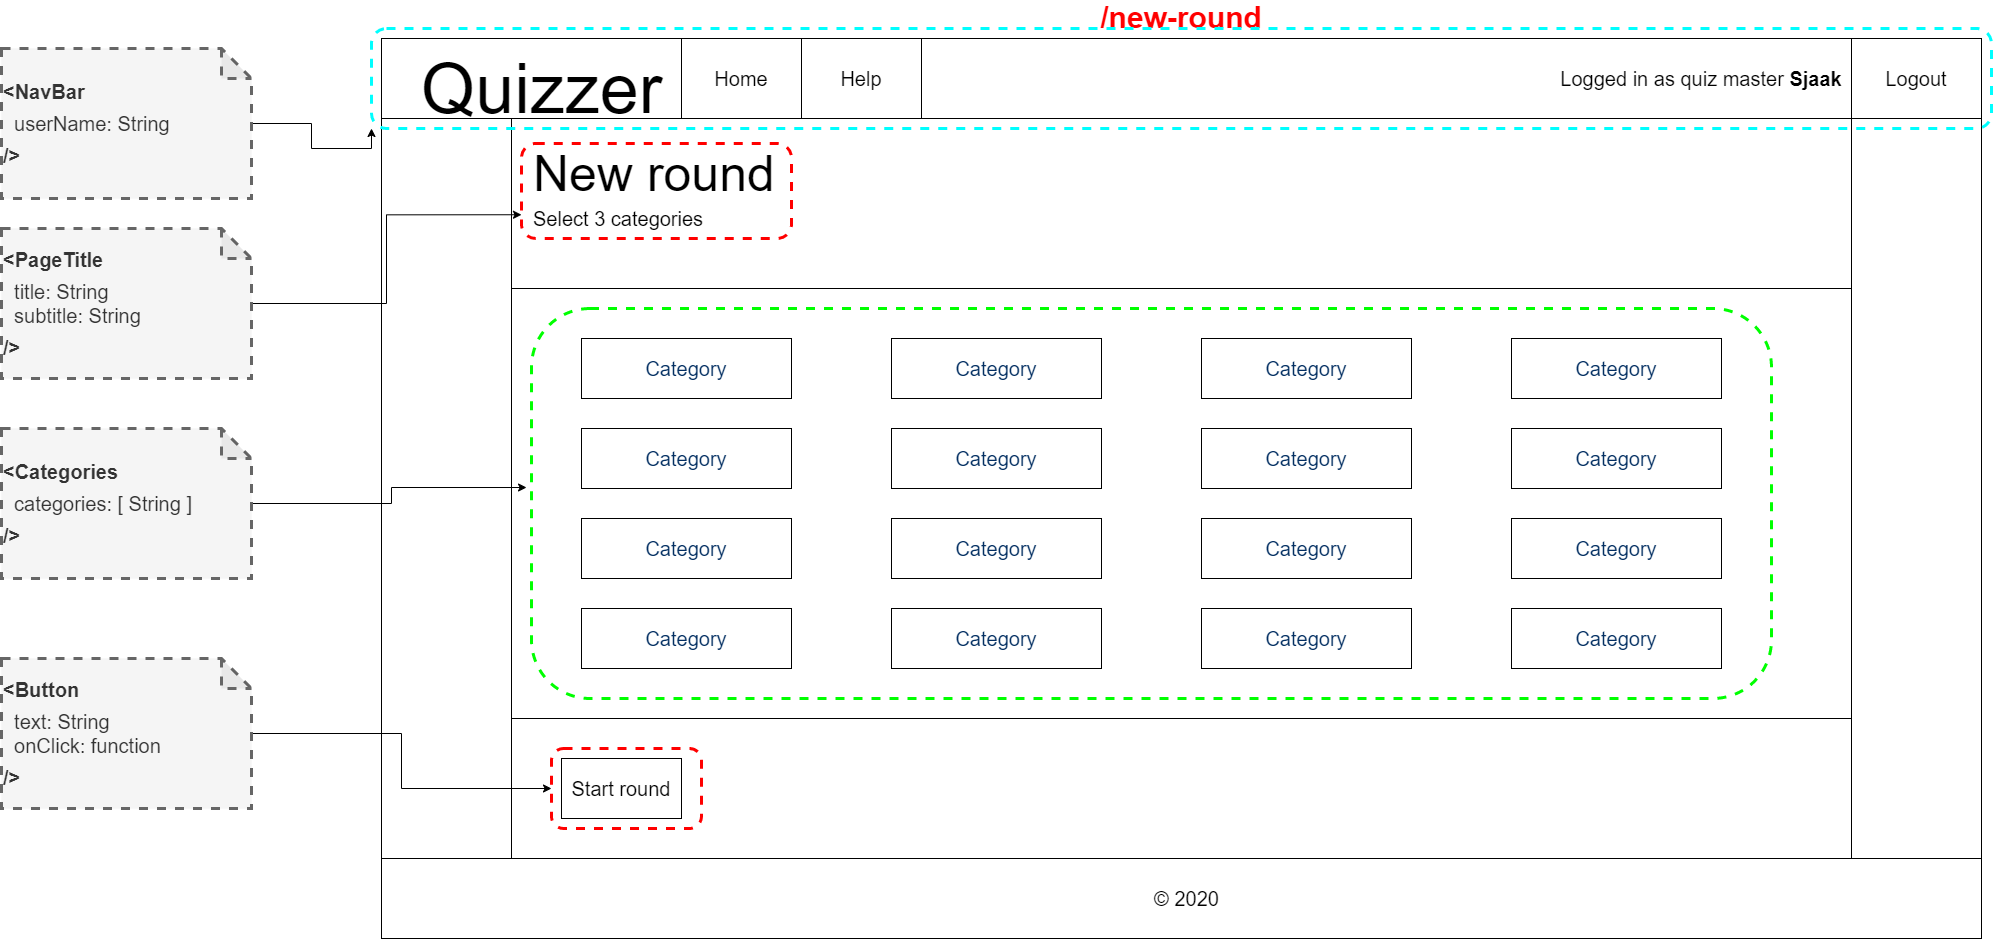 /new-round
Quizzer
Home
Help
Logged in as quiz master Sjaak
Logout
<NavBar
userName: String
/>
New round
Select 3 categories
<PageTitle
title: String
subtitle: String
/>
Category Category Category Category
Category Category Category Category
Category Category Category Category
Category Category Category Category
<Categories
categories: [ String ]
/>
<Button
text: String
onClick: function
/>
Start round
© 2020